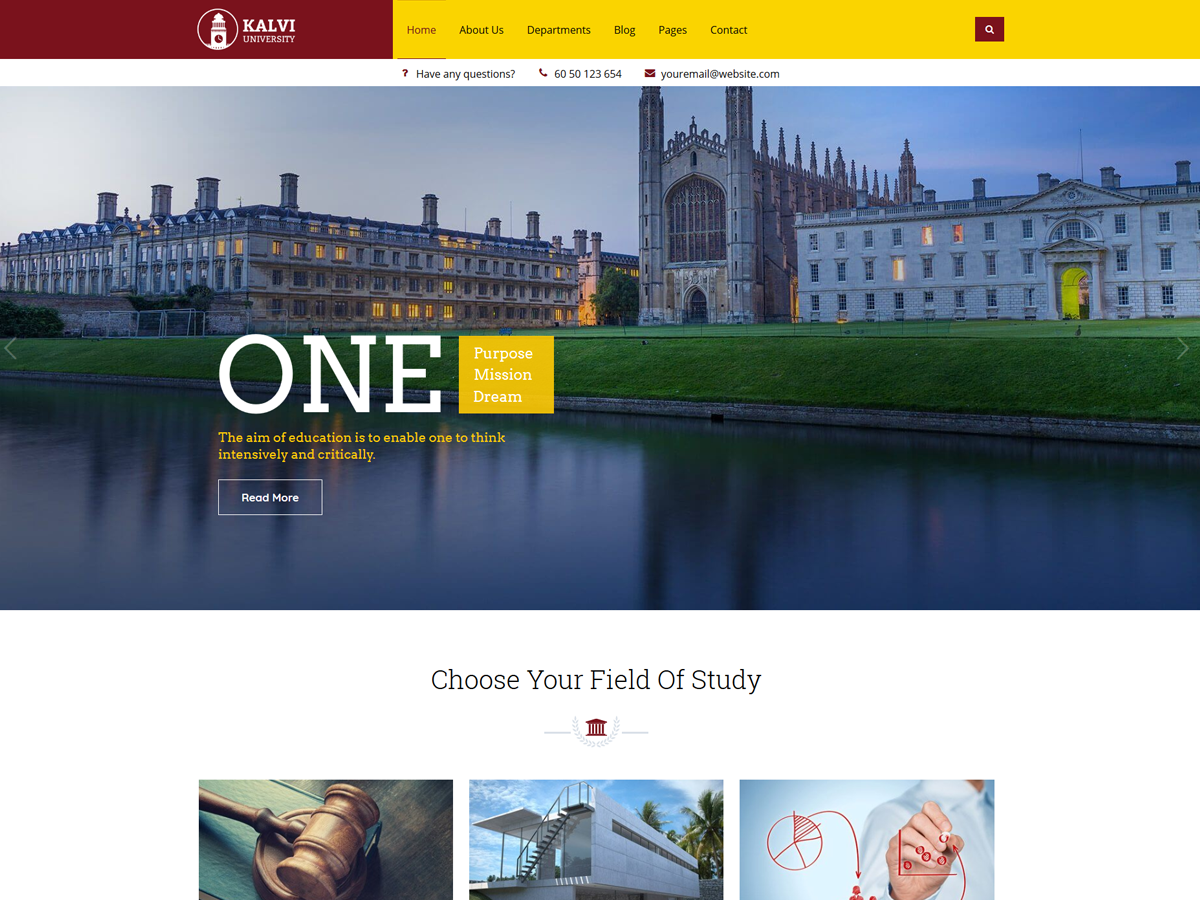 KALVI
UNIVERSITY
Home About Us Departments Blog Pages Contact
? Have any questions? 60 50 123 654 youremail@website.com
ONE
Purpose
Mission
Dream
The aim of education is to enable one to think
intensively and critically.
Read More
Choose Your Field Of Study